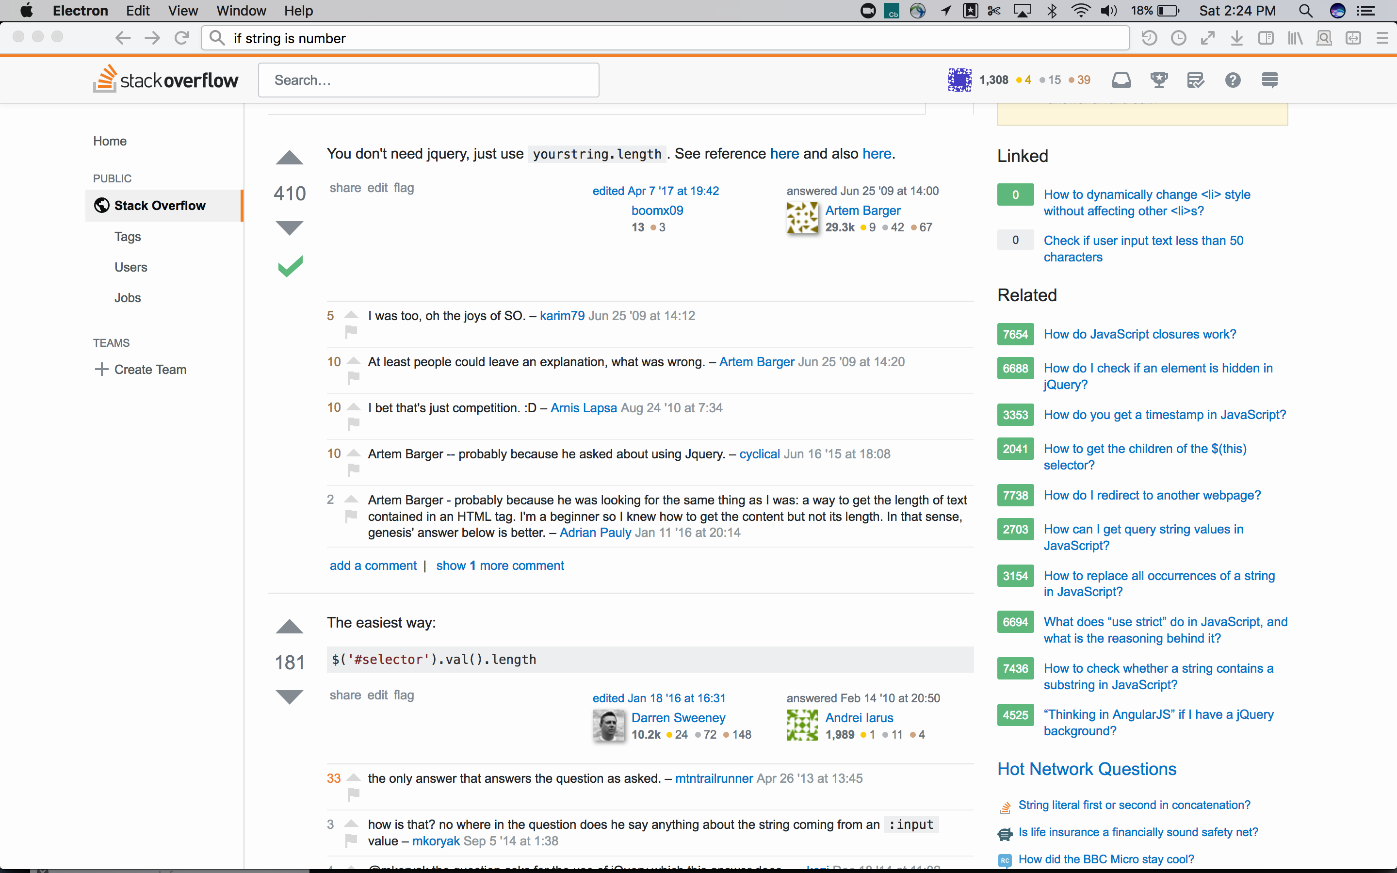 Electron Edit View Window Help
18% Sat 2:24 PM
if string is number
stackoverflow
Search...
1,308 4 15 39
Home
PUBLIC
Stack Overflow
Tags
Users
Jobs
TEAMS
Create Team
You don't need jquery, just use yourstring.length . See reference here and also here.
410
share edit flag
edited Apr 7 '17 at 19:42
boomx09
13 3
answered Jun 25 '09 at 14:00
Artem Barger
29.3k 9 42 67
5 I was too, oh the joys of SO. – karim79 Jun 25 '09 at 14:12
10 At least people could leave an explanation, what was wrong. – Artem Barger Jun 25 '09 at 14:20
10 I bet that's just competition. :D – Arnis Lapsa Aug 24 '10 at 7:34
10 Artem Barger -- probably because he asked about using Jquery. – cyclical Jun 16 '15 at 18:08
2 Artem Barger - probably because he was looking for the same thing as I was: a way to get the length of text
contained in an HTML tag. I'm a beginner so I knew how to get the content but not its length. In that sense,
genesis' answer below is better. – Adrian Pauly Jan 11 '16 at 20:14
add a comment | show 1 more comment
The easiest way:
181
$('#selector').val().length
share edit flag
edited Jan 18 '16 at 16:31
Darren Sweeney
10.2k 24 72 148
answered Feb 14 '10 at 20:50
Andrei Iarus
1,989 1 11 4
33 the only answer that answers the question as asked. – mtntrailrunner Apr 26 '13 at 13:45
3 how is that? no where in the question does he say anything about the string coming from an :input
value – mkoryak Sep 5 '14 at 1:38
Linked
0 How to dynamically change <li> style
without affecting other <li>s?
0 Check if user input text less than 50
characters
Related
7654 How do JavaScript closures work?
6688 How do I check if an element is hidden in
jQuery?
3353 How do you get a timestamp in JavaScript?
2041 How to get the children of the $(this)
selector?
7738 How do I redirect to another webpage?
2703 How can I get query string values in
JavaScript?
3154 How to replace all occurrences of a string
in JavaScript?
6694 What does “use strict” do in JavaScript, and
what is the reasoning behind it?
7436 How to check whether a string contains a
substring in JavaScript?
4525 “Thinking in AngularJS” if I have a jQuery
background?
Hot Network Questions
String literal first or second in concatenation?
Is life insurance a financially sound safety net?
RC How did the BBC Micro stay cool?